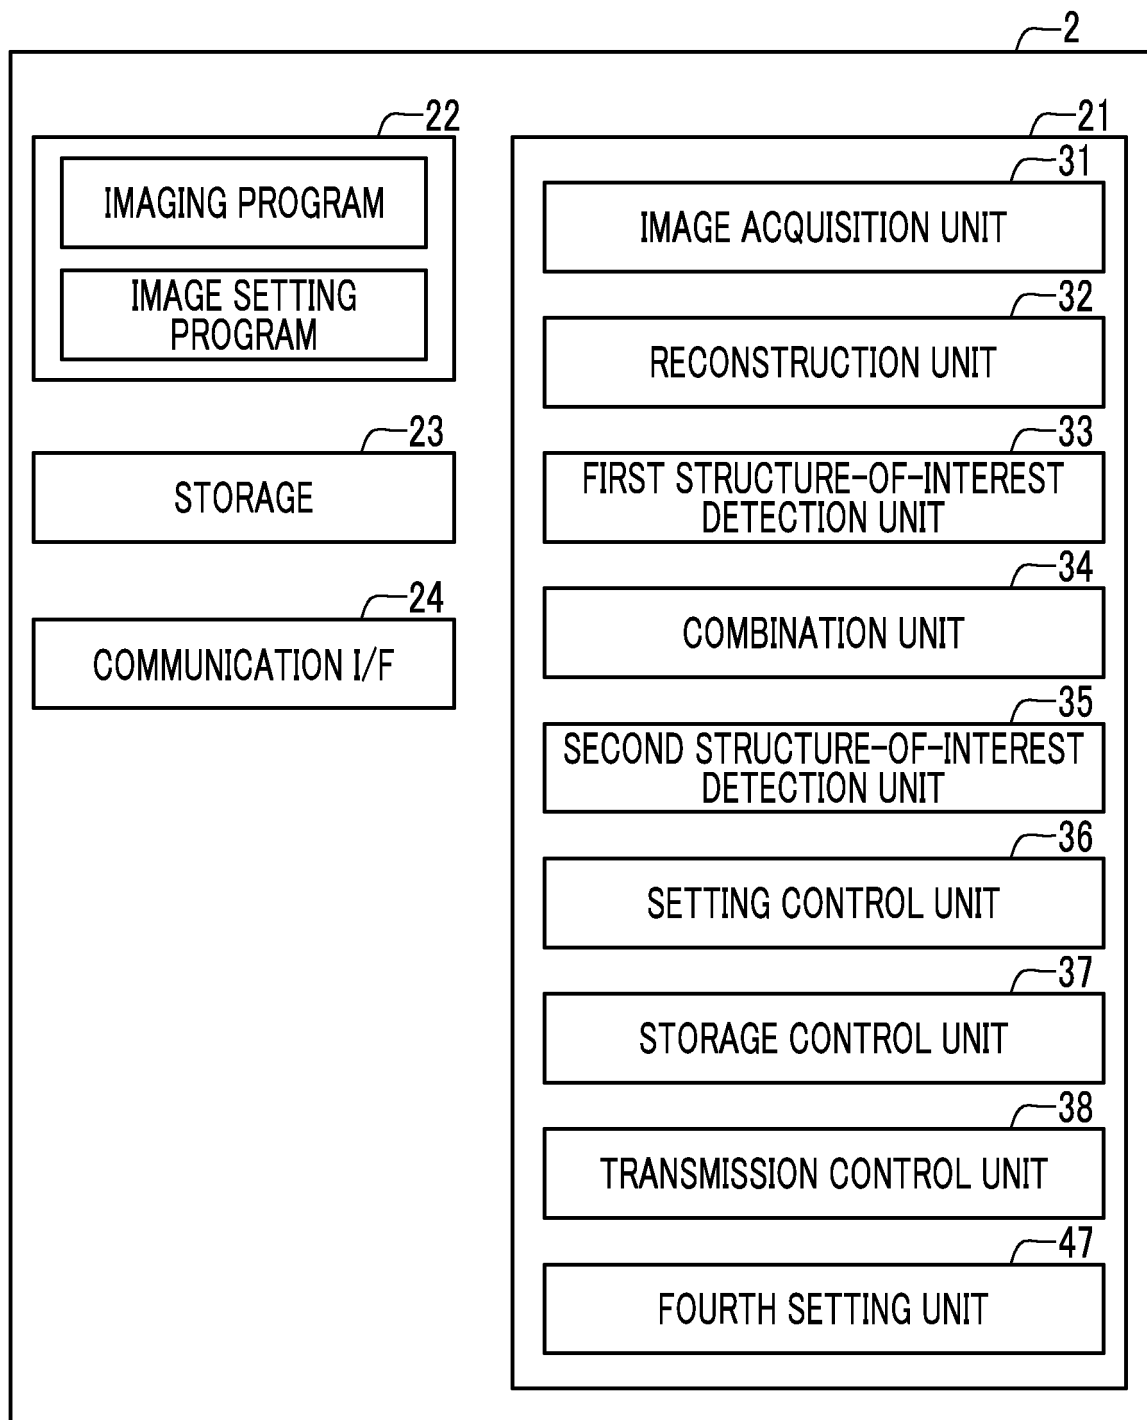 2
22
IMAGING PROGRAM
IMAGE SETTING
PROGRAM
23
STORAGE
24
COMMUNICATION I/F
21
31
IMAGE ACQUISITION UNIT
32
RECONSTRUCTION UNIT
33
FIRST STRUCTURE-OF-INTEREST
DETECTION UNIT
34
COMBINATION UNIT
35
SECOND STRUCTURE-OF-INTEREST
DETECTION UNIT
36
SETTING CONTROL UNIT
37
STORAGE CONTROL UNIT
38
TRANSMISSION CONTROL UNIT
47
FOURTH SETTING UNIT